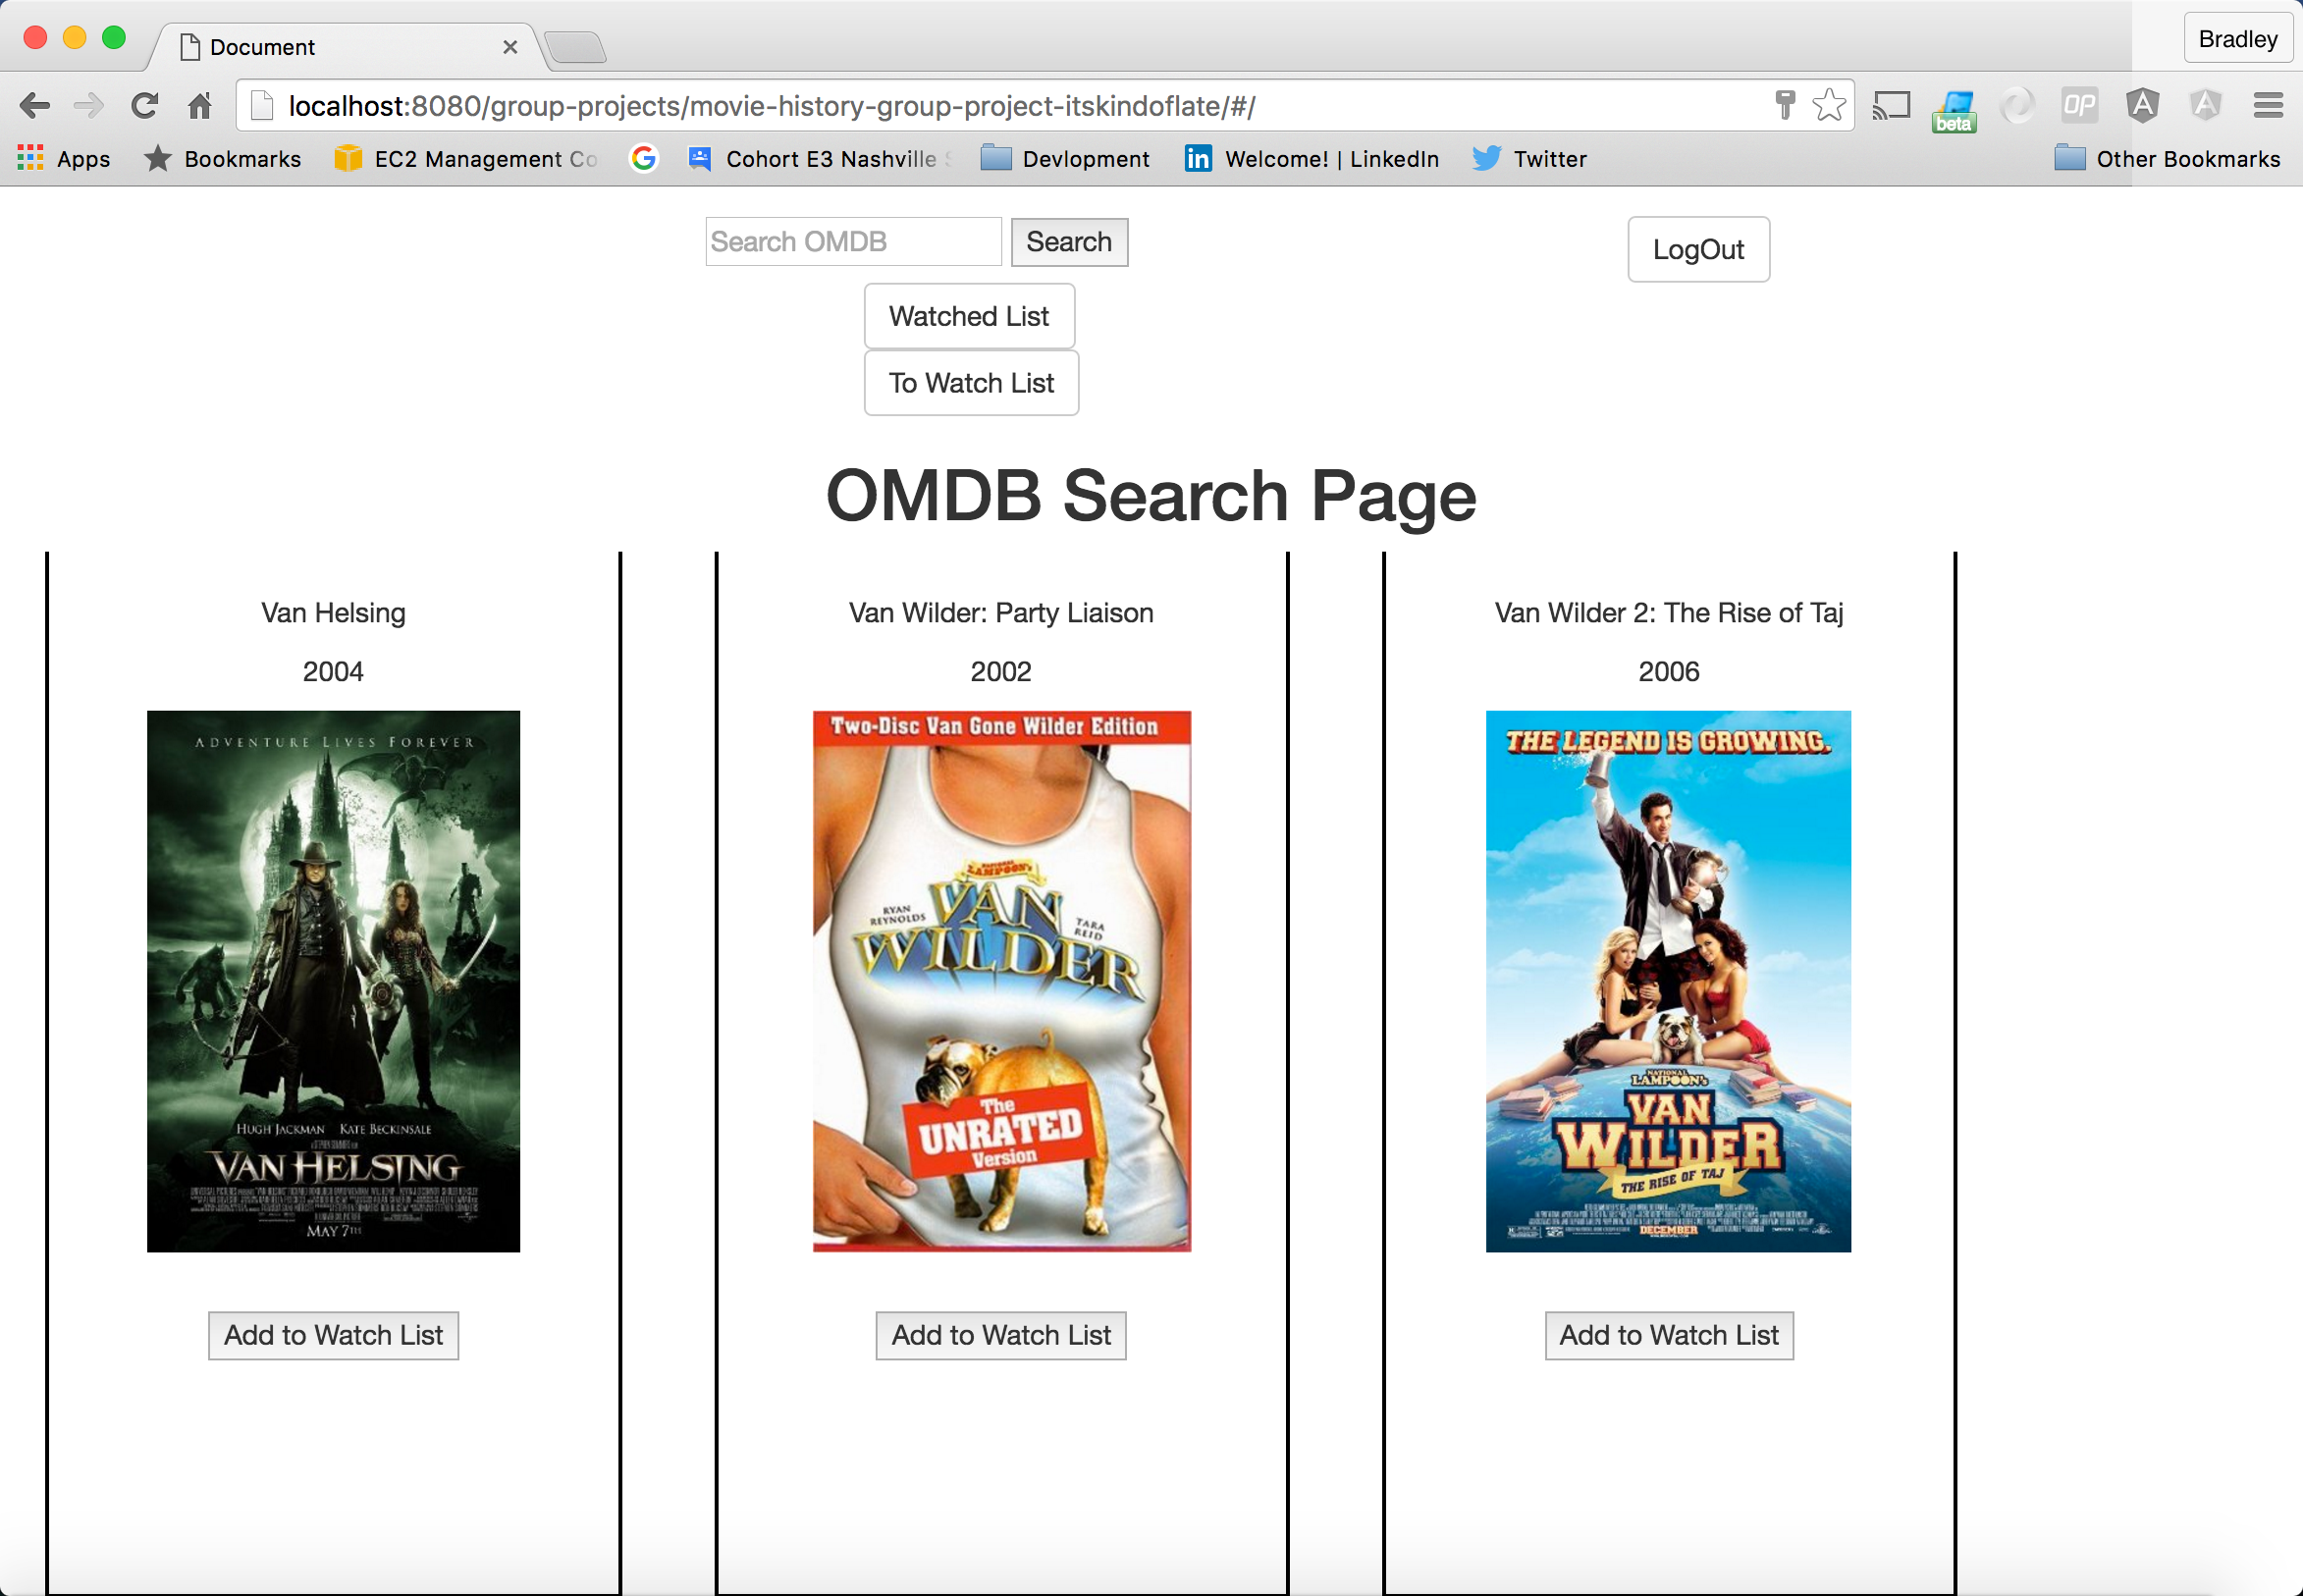 Document
Bradley
localhost:8080/group-projects/movie-history-group-project-itskindoflate/#/
beta
OP
Apps
Bookmarks
EC2 Management Co
Cohort E3 Nashville
Devlopment
Welcome! | LinkedIn
Twitter
Other Bookmarks
Search OMDB
Search
LogOut
Watched List
To Watch List
OMDB Search Page
Van Helsing
2004
ADVENTURE LIVES FOREVER
HUGH JACKMAN KATE BECKINSALE
VAN HELSING
MAY 7TH
Add to Watch List
Van Wilder: Party Liaison
2002
Two-Disc Van Gone Wilder Edition
NATIONAL
LAMPOON'S
RYAN
REYNOLDS
VAN
TARA
REID
WILDER
The
UNRATED
Version
Add to Watch List
Van Wilder 2: The Rise of Taj
2006
THE LEGEND IS GROWING.
NATIONAL
LAMPOON'S
VAN
WILDER
THE RISE OF TAJ
DECEMBER
Add to Watch List